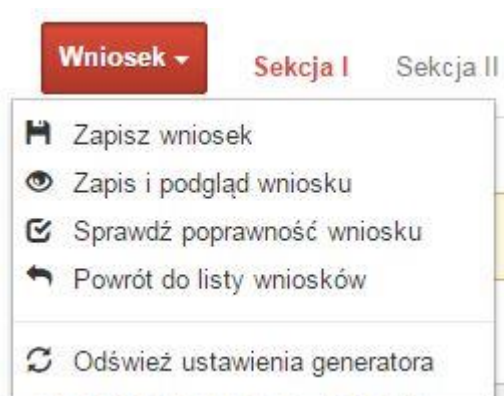 Wniosek Sekcja I Sekcja II
Zapisz wniosek
Zapis i podgląd wniosku
Sprawdź poprawność wniosku
Powrót do listy wniosków
Odśwież ustawienia generatora